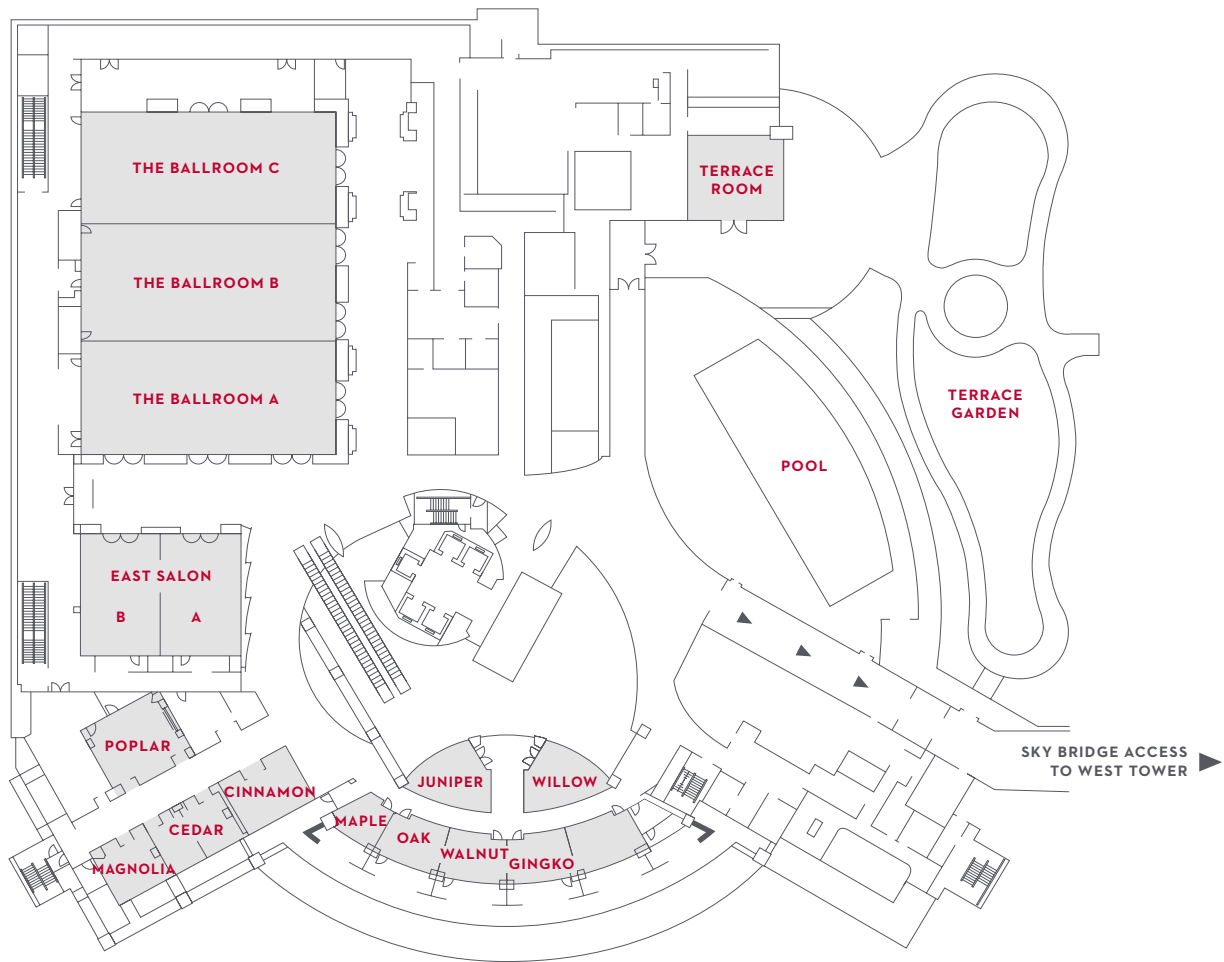 THE BALLROOM C
TERRACE
ROOM
THE BALLROOM B
THE BALLROOM A
TERRACE
GARDEN
POOL
EAST SALON
B
A
POPLAR
SKY BRIDGE ACCESS
TO WEST TOWER
JUNIPER
WILLOW
CINNAMON
MAPLE
CEDAR
OAK
WALNUT
GINGKO
MAGNOLIA